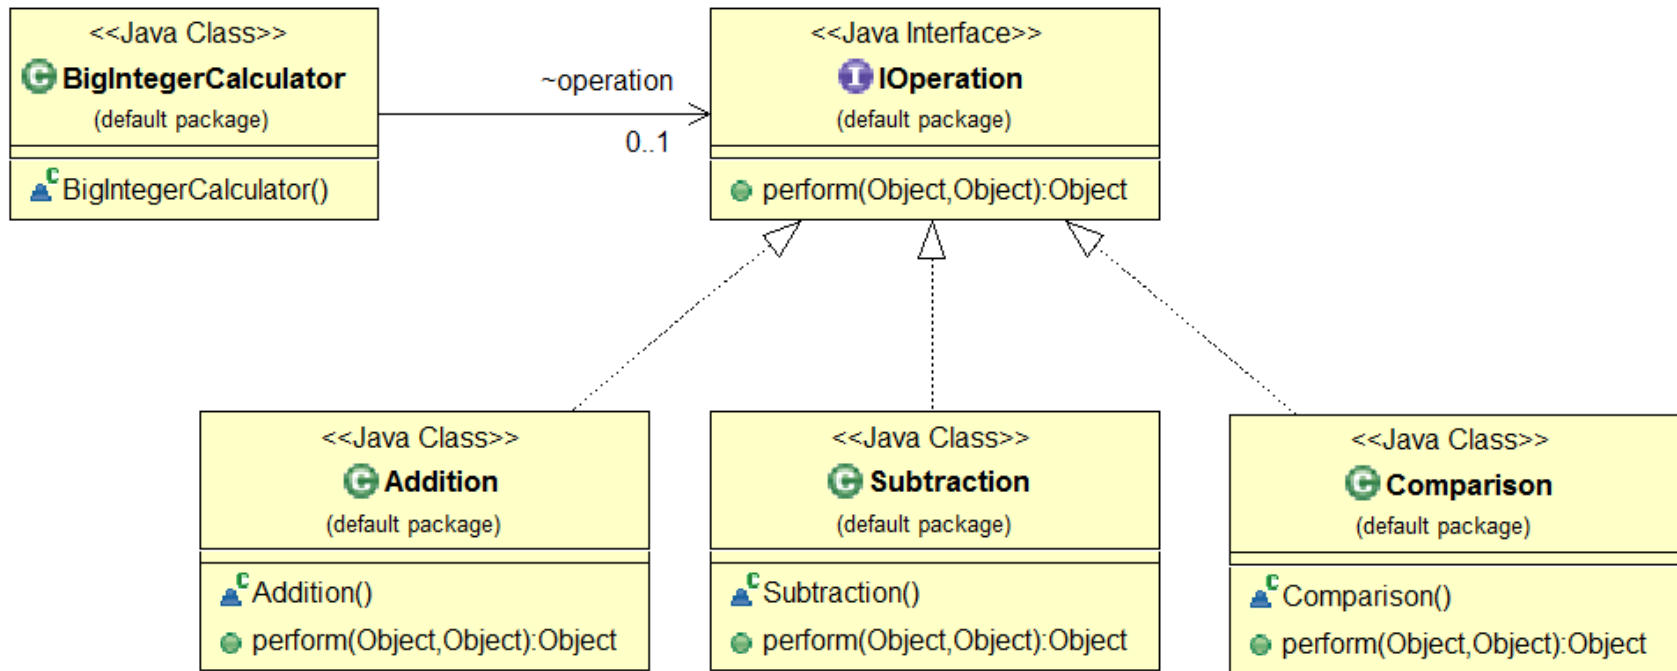 <<Java Class>>
BigIntegerCalculator
(default package)
BigIntegerCalculator()
~operation
0..1
<<Java Interface>>
IOperation
(default package)
perform(Object,Object):Object
<<Java Class>>
Addition
(default package)
Addition()
perform(Object,Object):Object
<<Java Class>>
Subtraction
(default package)
Subtraction()
perform(Object,Object):Object
<<Java Class>>
Comparison
(default package)
Comparison()
perform(Object,Object):Object